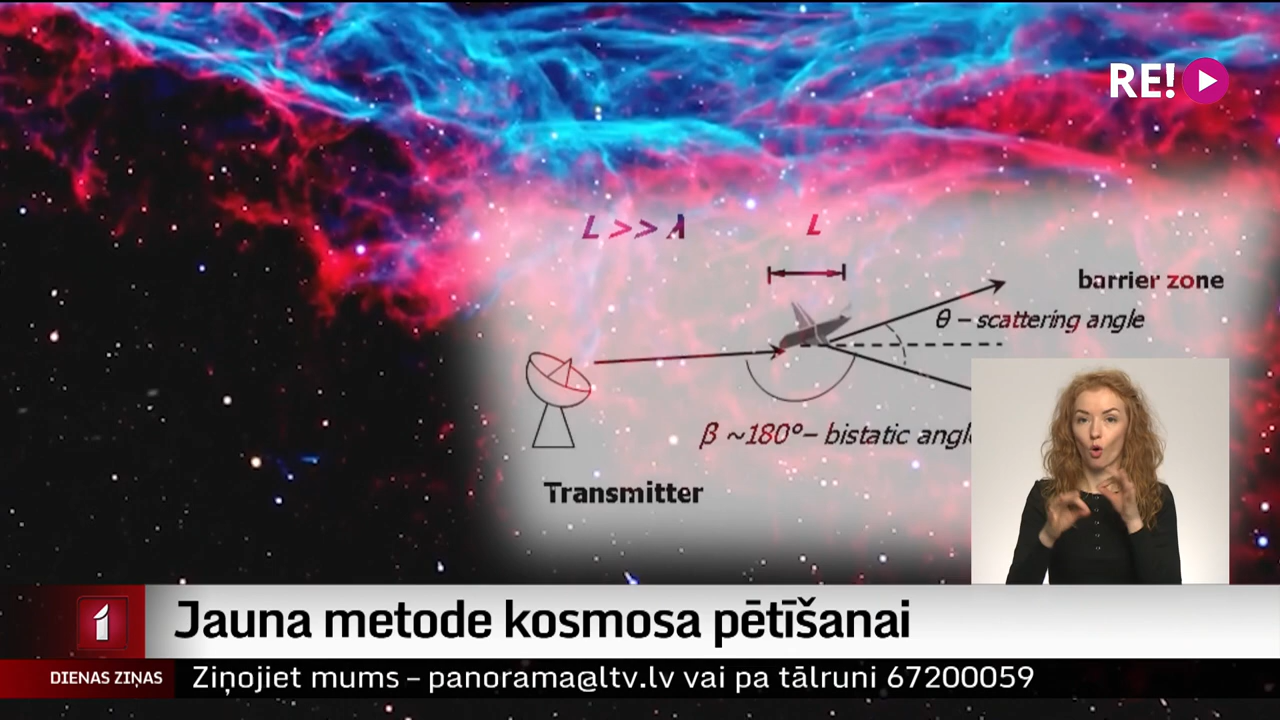 RE!
L >> λ
L
barrier zone
θ – scattering angle
β ~180°– bistatic angle
Transmitter
1
Jauna metode kosmosa pētīšanai
DIENAS ZIŅAS
Ziņojiet mums – panorama@ltv.lv vai pa tālruni 67200059